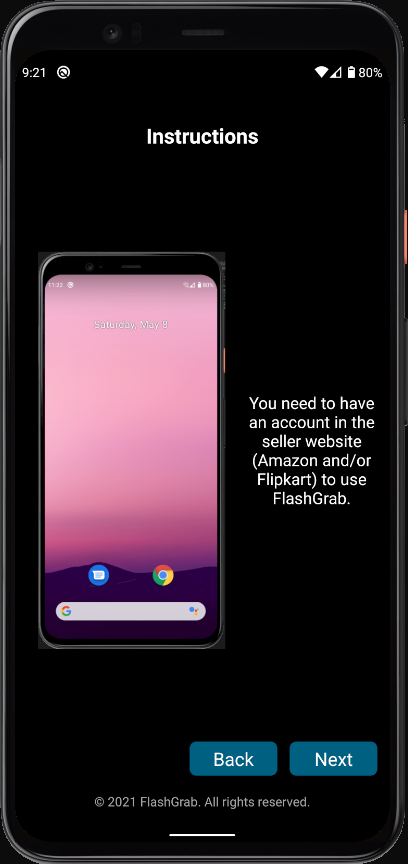 9:21
80%
Instructions
11:22
80%
Saturday, May 8
You need to have
an account in the
seller website
(Amazon and/or
Flipkart) to use
FlashGrab.
Back
Next
© 2021 FlashGrab. All rights reserved.